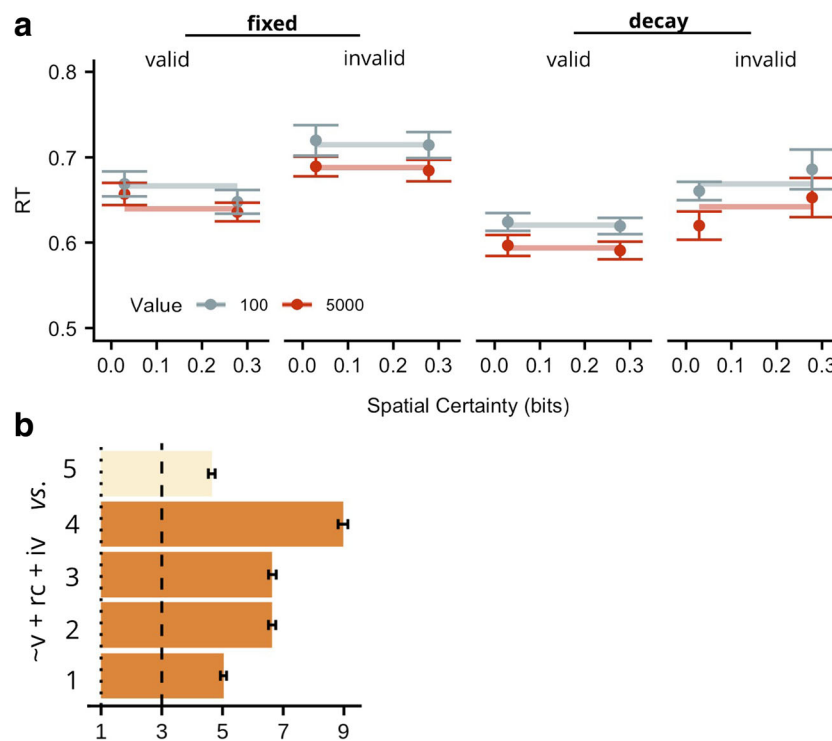 a
fixed
decay
valid
invalid
valid
invalid
0.8
0.7
0.6
0.5
RT
Value 100 5000
0.0 0.1 0.2 0.3 0.0 0.1 0.2 0.3 0.0 0.1 0.2 0.3 0.0 0.1 0.2 0.3
Spatial Certainty (bits)
b
~v + rc + iv vs.
5
4
3
2
1
1 3 5 7 9